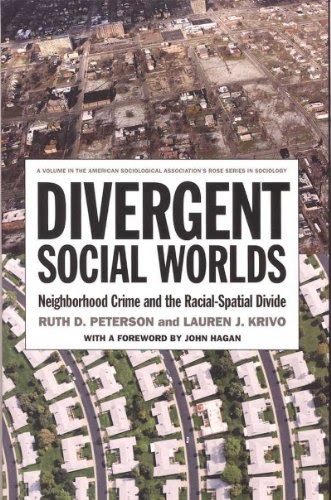 A VOLUME IN THE AMERICAN SOCIOLOGICAL ASSOCIATION'S ROSE SERIES IN SOCIOLOGY
DIVERGENT
SOCIAL WORLDS
Neighborhood Crime and the Racial-Spatial Divide
RUTH D. PETERSON and LAUREN J. KRIVO
WITH A FOREWORD BY JOHN HAGAN